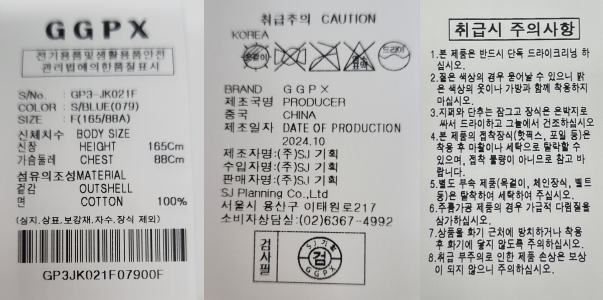 GGPX
전기용품및생활용품안전
관리법에의한품질표시
S/No. : GP3-JK021F
COLOR : S/BLUE(079)
SIZE : F(165/88A)
신체치수 BODY SIZE
신장 HEIGHT 165Cm
가슴둘레 CHEST 88Cm
섬유의조성MATERIAL
겉감 OUTSHELL
면 COTTON 100%
(심지,상표,보강재,자수,장식 제외)
GP3JK021F07900F
취급주의 CAUTION
KOREA
드라이
BRAND GGPX
제조국명 PRODUCER
중국 CHINA
제조일자 DATE OF PRODUCTION
2024.10
제조자명:(주)SJ 기획
수입자명:(주)SJ 기획
판매자명:(주)SJ 기획
SJ Planning Co.,Ltd
서울시 용산구 이태원로217
소비자상담실:(02)6367-4992
검사필
SJ기획
검
GGPX
취급시 주의사항
1.본 제품은 반드시 단독 드라이크리닝 하
십시오.
2.짙은 색상의 경우 묻어날 수 있으니 밝
은 색상의 옷이나 가방과 함께 착용하지
마십시오.
3.지퍼와 단추는 잠그고 장식은 은박지로
싸서 드라이하고 그늘에서 건조하십시오
4.본 제품의 접착장식(핫픽스, 포일 등)은
착용 후 마찰이나 세탁으로 탈락할 수
있으며, 접착 불량이 아니므로 참고 바
랍니다.
5.별도 부속 제품(목걸이, 체인장식, 벨트
등)은 탈착하여 세탁하여 주십시오.
6.주름가공 제품의 경우 가급적 다림질을
삼가하십시오.
7.상품을 화기 근처에 방치하거나 착용
후 화기에 닿지 않도록 주의하십시오.
8.취급 부주의로 인한 제품 손상은 보상
이 되지 않으니 주의하십시오.